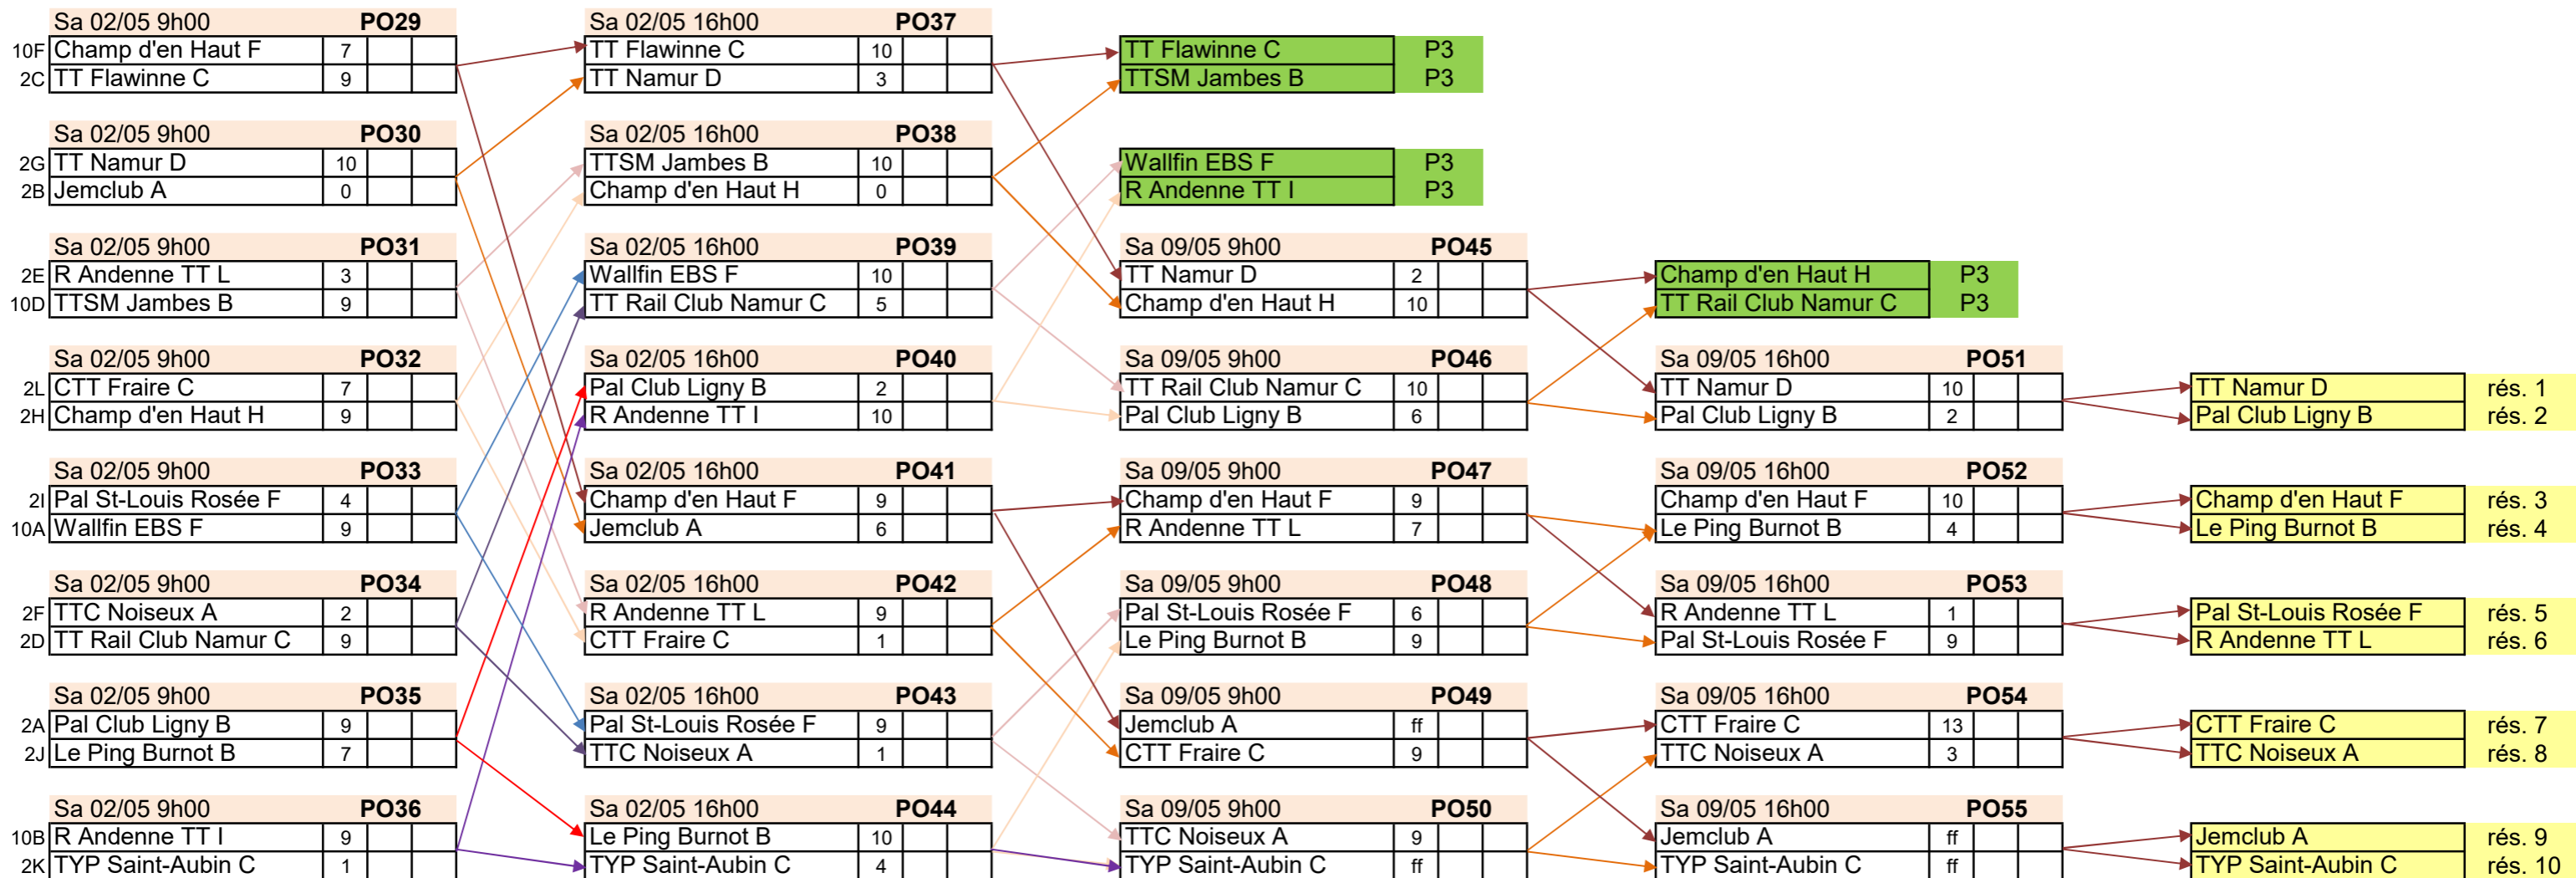 Sa 02/05 9h00 PO29 Sa 02/05 16h00 PO37
10F Champ d'en Haut F 7 TT Flawinne C 10 TT Flawinne C P3
2C TT Flawinne C 9 TT Namur D 3 TTSM Jambes B P3
Sa 02/05 9h00 PO30 Sa 02/05 16h00 PO38
2G TT Namur D 10 TTSM Jambes B 10 Wallfin EBS F P3
2B Jemclub A 0 Champ d'en Haut H 0 R Andenne TT I P3
Sa 02/05 9h00 PO31 Sa 02/05 16h00 PO39 Sa 09/05 9h00 PO45
2E R Andenne TT L 3 Wallfin EBS F 10 TT Namur D 2 Champ d'en Haut H P3
10D TTSM Jambes B 9 TT Rail Club Namur C 5 Champ d'en Haut H 10 TT Rail Club Namur C P3
Sa 02/05 9h00 PO32 Sa 02/05 16h00 PO40 Sa 09/05 9h00 PO46 Sa 09/05 16h00 PO51
2L CTT Fraire C 7 Pal Club Ligny B 2 TT Rail Club Namur C 10 TT Namur D 10 TT Namur D rés. 1
2H Champ d'en Haut H 9 R Andenne TT I 10 Pal Club Ligny B 6 Pal Club Ligny B 2 Pal Club Ligny B rés. 2
Sa 02/05 9h00 PO33 Sa 02/05 16h00 PO41 Sa 09/05 9h00 PO47 Sa 09/05 16h00 PO52
2I Pal St-Louis Rosée F 4 Champ d'en Haut F 9 Champ d'en Haut F 9 Champ d'en Haut F 10 Champ d'en Haut F rés. 3
10A Wallfin EBS F 9 Jemclub A 6 R Andenne TT L 7 Le Ping Burnot B 4 Le Ping Burnot B rés. 4
Sa 02/05 9h00 PO34 Sa 02/05 16h00 PO42 Sa 09/05 9h00 PO48 Sa 09/05 16h00 PO53
2F TTC Noiseux A 2 R Andenne TT L 9 Pal St-Louis Rosée F 6 R Andenne TT L 1 Pal St-Louis Rosée F rés. 5
2D TT Rail Club Namur C 9 CTT Fraire C 1 Le Ping Burnot B 9 Pal St-Louis Rosée F 9 R Andenne TT L rés. 6
Sa 02/05 9h00 PO35 Sa 02/05 16h00 PO43 Sa 09/05 9h00 PO49 Sa 09/05 16h00 PO54
2A Pal Club Ligny B 9 Pal St-Louis Rosée F 9 Jemclub A ff CTT Fraire C 13 CTT Fraire C rés. 7
2J Le Ping Burnot B 7 TTC Noiseux A 1 CTT Fraire C 9 TTC Noiseux A 3 TTC Noiseux A rés. 8
Sa 02/05 9h00 PO36 Sa 02/05 16h00 PO44 Sa 09/05 9h00 PO50 Sa 09/05 16h00 PO55
10B R Andenne TT I 9 Le Ping Burnot B 10 TTC Noiseux A 9 Jemclub A ff Jemclub A rés. 9
2K TYP Saint-Aubin C 1 TYP Saint-Aubin C 4 TYP Saint-Aubin C ff TYP Saint-Aubin C ff TYP Saint-Aubin C rés. 10